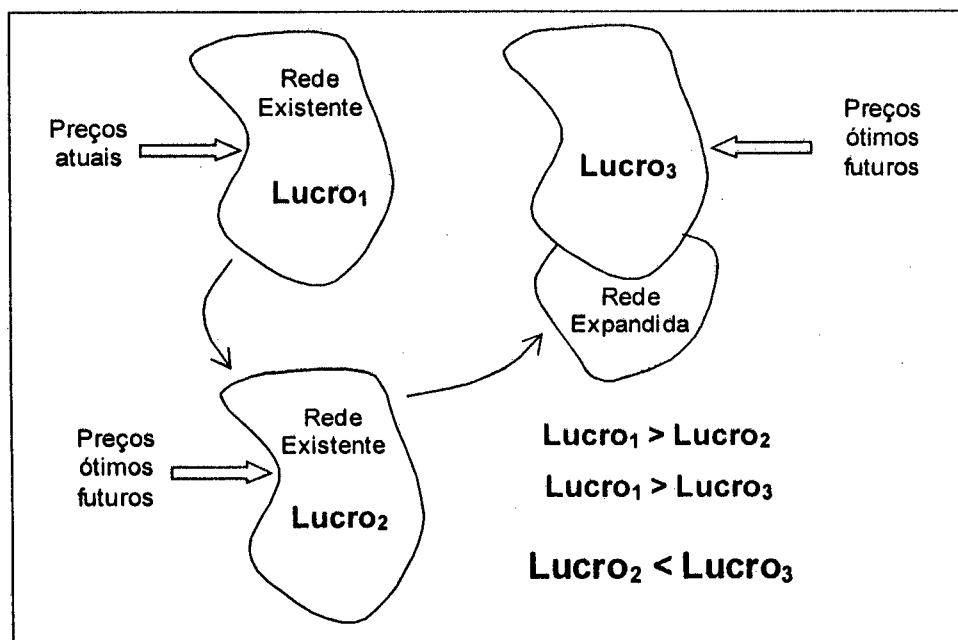 Rede
Existente
Preços
atuais
Lucro₁
Lucro₃
Preços
ótimos
futuros
Rede
Expandida
Rede
Existente
Preços
ótimos
futuros
Lucro₂
Lucro₁ > Lucro₂
Lucro₁ > Lucro₃
Lucro₂ < Lucro₃